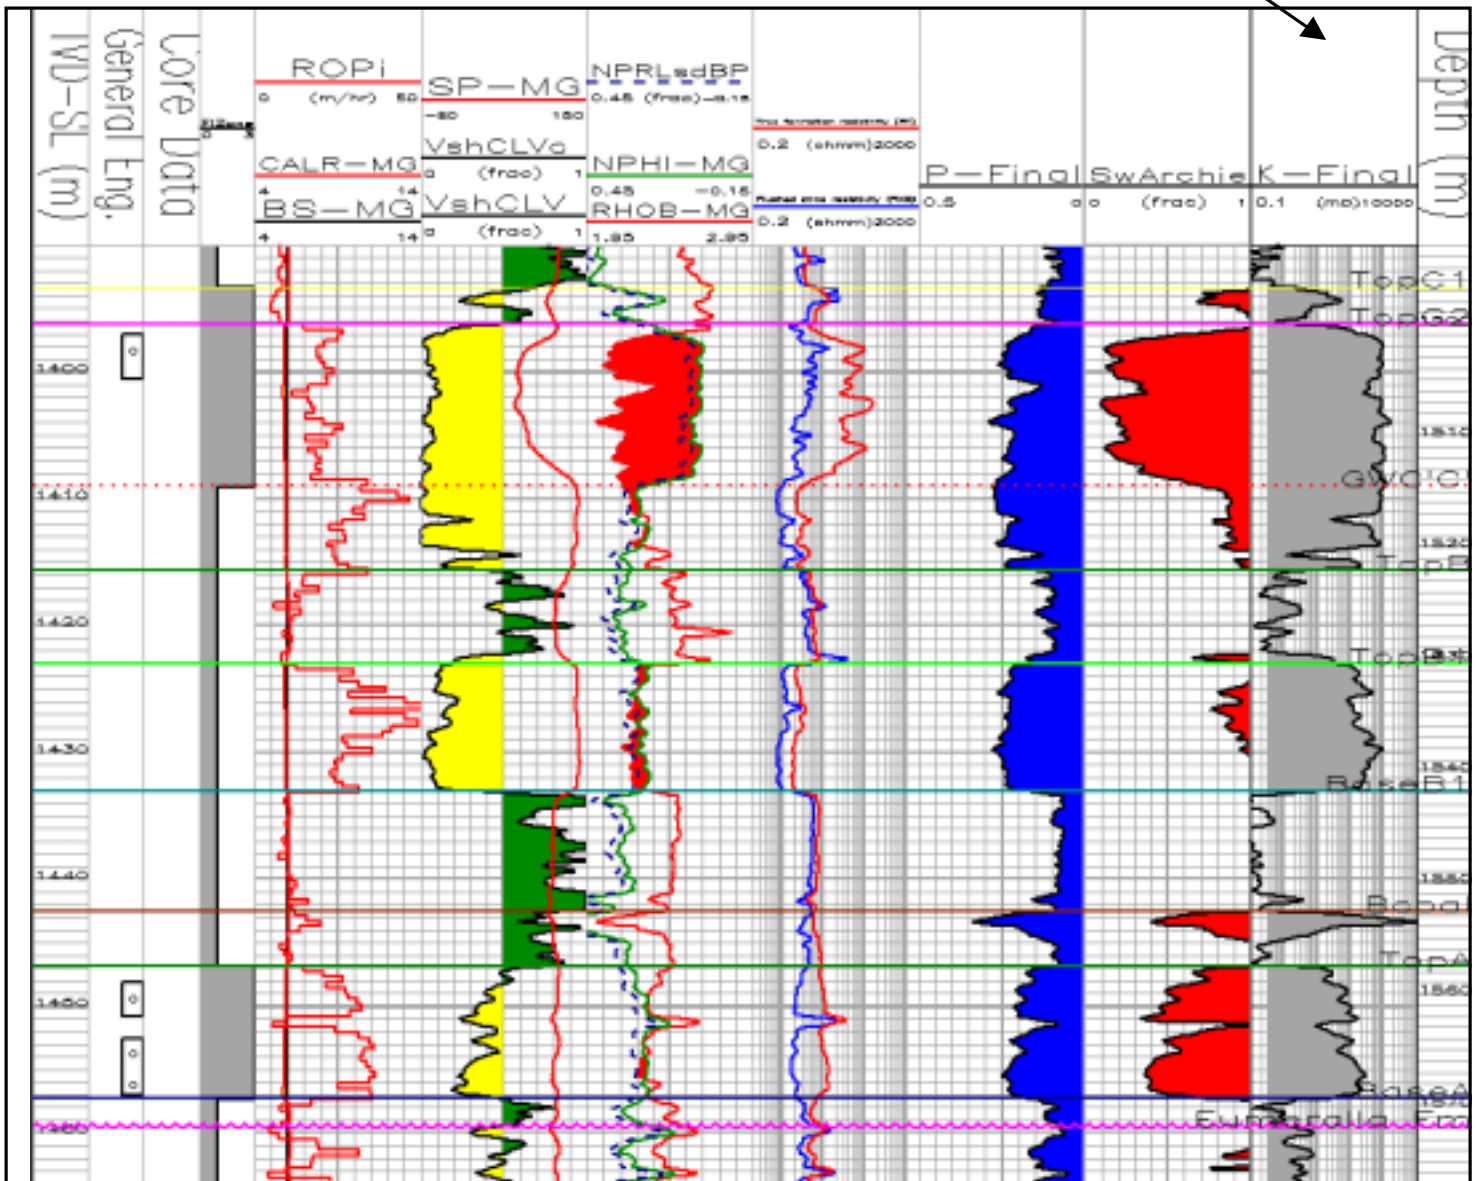 TVD-SL (m)
General Eng.
Core Data
ROPi
0 (m/hr) 50
CALR-MG
4 14
BS-MG
4 14
SP-MG
-50 150
VshCLVa
0 (frac) 1
VshCLV
0 (frac) 1
NPRLsdBP
0.45 (frac) -0.15
NPHI-MG
0.45 -0.15
RHOB-MG
1.95 2.95
0.2 (ohmm) 2000
0.2 (ohmm) 2000
P-Final
0.5 0
SwArchie
0 (frac) 1
K-Final
0.1 (mD) 10000
Depth (m)
TopC1
TopC2
1400
1510
GWC'C'
1410
1520
TopB
1420
1430
1540
BaseB1
1440
1550
TopA
1450
1560
BaseA
Eumeralla Fm
1460